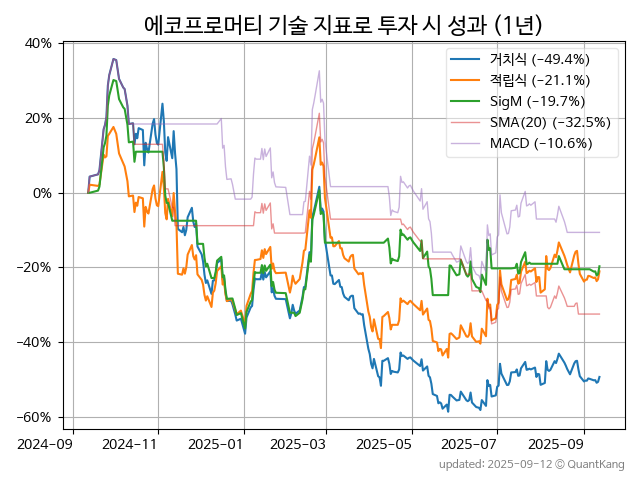 에코프로머티 기술 지표로 투자 시 성과 (1년)
40%
20%
0%
−20%
−40%
−60%
거치식 (−49.4%)
적립식 (−21.1%)
SigM (−19.7%)
SMA(20) (−32.5%)
MACD (−10.6%)
2024-09
2024-11
2025-01
2025-03
2025-05
2025-07
2025-09
updated: 2025-09-12 © QuantKang